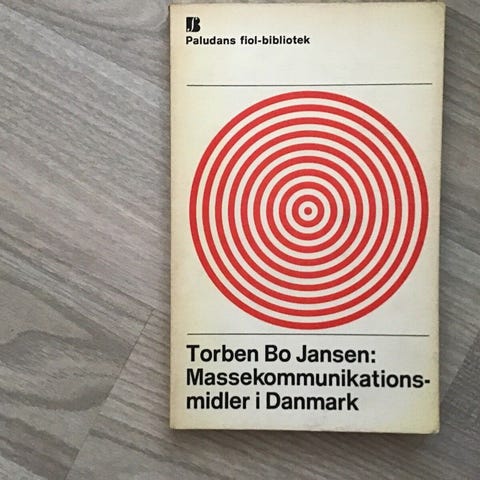 Paludans fiol-bibliotek
Torben Bo Jansen:
Massekommunikations-
midler i Danmark